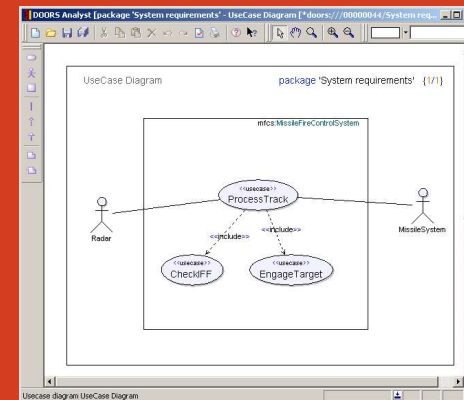 DOORS Analyst [package 'System requirements' - UseCase Diagram [*doors:///00000044/System req...
UseCase Diagram
package 'System requirements' {1/1}
mfcs:MissileFireControlSystem
<<usecase>>
ProcessTrack
Radar
MissileSystem
<<include>>
<<include>>
<<usecase>>
CheckIFF
<<usecase>>
EngageTarget
Usecase diagram UseCase Diagram